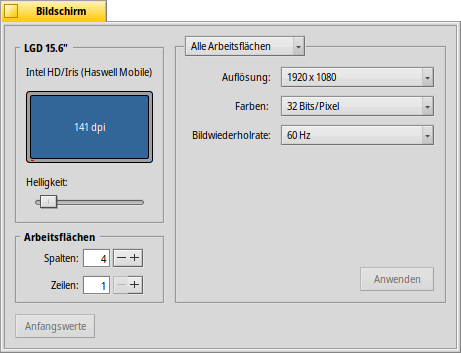 Bildschirm
LGD 15.6"
Intel HD/Iris (Haswell Mobile)
141 dpi
Helligkeit:
Arbeitsflächen
Spalten: 4
Zeilen: 1
Anfangswerte
Alle Arbeitsflächen
Auflösung: 1920 x 1080
Farben: 32 Bits/Pixel
Bildwiederholrate: 60 Hz
Anwenden